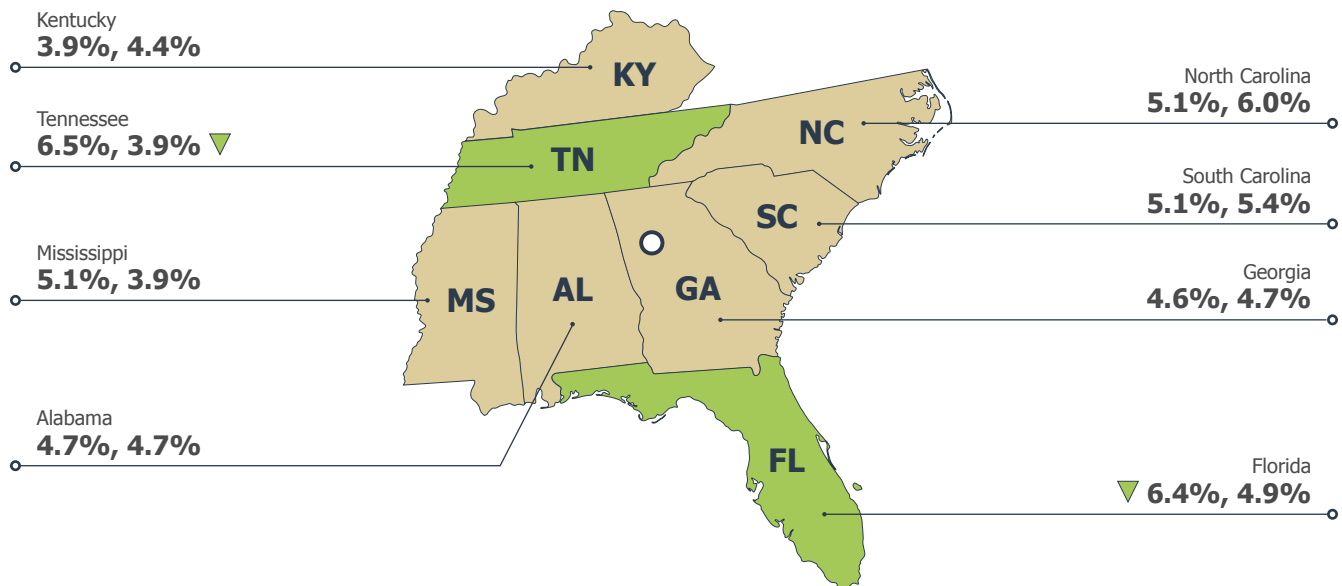 Kentucky
3.9%, 4.4%
Tennessee
6.5%, 3.9%
Mississippi
5.1%, 3.9%
Alabama
4.7%, 4.7%
KY
TN
NC
SC
MS
AL
GA
FL
North Carolina
5.1%, 6.0%
South Carolina
5.1%, 5.4%
Georgia
4.6%, 4.7%
Florida
6.4%, 4.9%